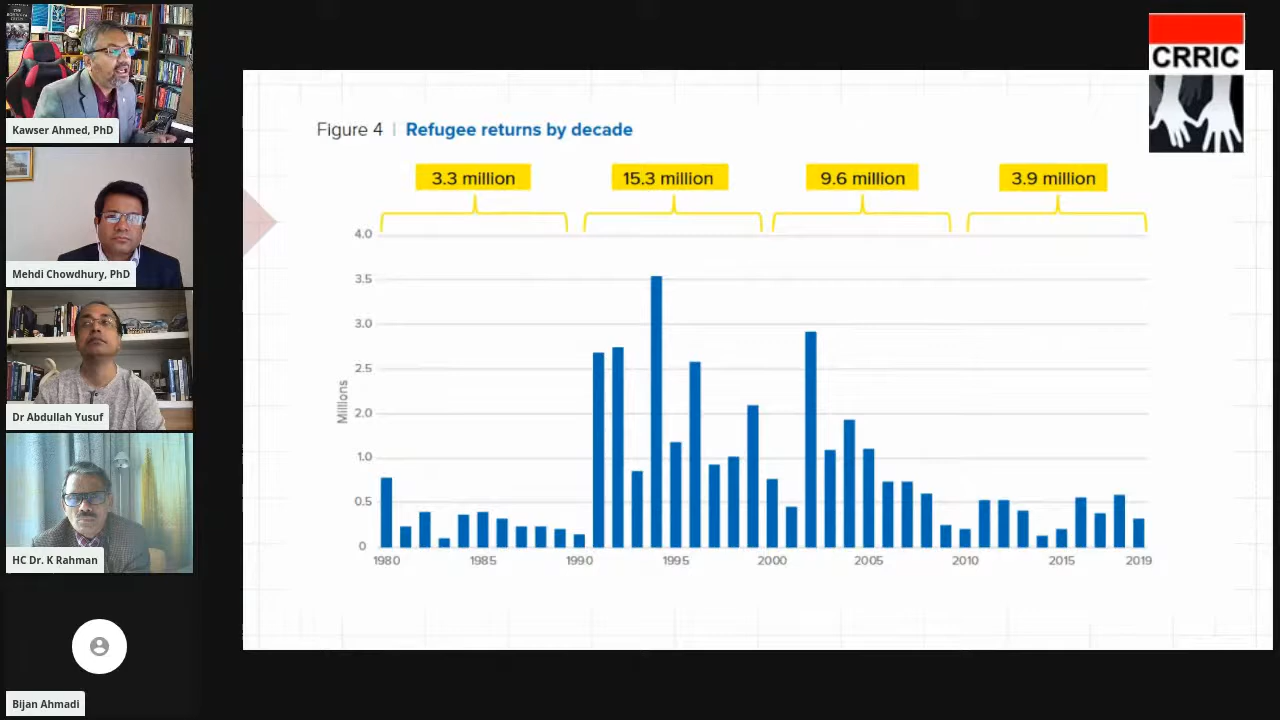 Kawser Ahmed, PhD
Mehdi Chowdhury, PhD
Dr Abdullah Yusuf
HC Dr. K Rahman
Bijan Ahmadi
CRRIC
Figure 4 | Refugee returns by decade
3.3 million 15.3 million 9.6 million 3.9 million
Millions
4.0
3.5
3.0
2.5
2.0
1.0
0.5
0
1980 1985 1990 1995 2000 2005 2010 2015 2019